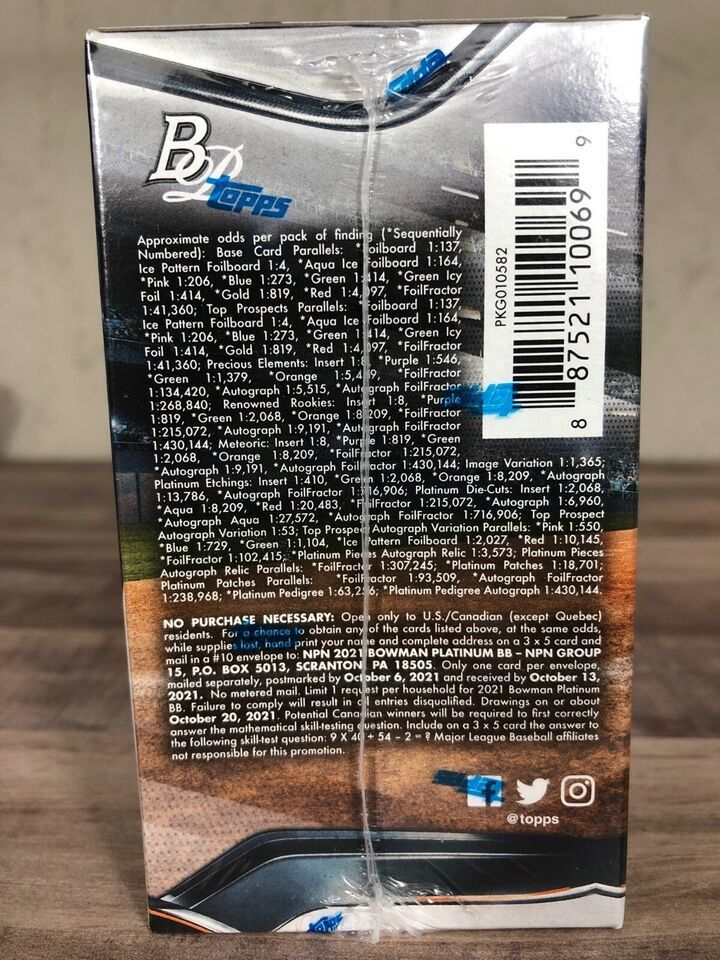 topps
B
P
topps
Approximate odds per pack of finding (*Sequentially
Numbered): Base Card Parallels: *Foilboard 1:137,
Ice Pattern Foilboard 1:4, *Aqua Ice Foilboard 1:164,
*Pink 1:206, *Blue 1:273, *Green 1:414, *Green Icy
Foil 1:414, *Gold 1:819, *Red 1:4,097, *FoilFractor
1:41,360; Top Prospects Parallels: *Foilboard 1:137,
Ice Pattern Foilboard 1:4, *Aqua Ice Foilboard 1:164,
*Pink 1:206, *Blue 1:273, *Green 1:414, *Green Icy
Foil 1:414, *Gold 1:819, *Red 1:4,097, *FoilFractor
1:41,360; Precious Elements: Insert 1:8, *Purple 1:546,
*Green 1:1,379, *Orange *Autograph FoilFractor
1:134,420, *Autograph 1:5,515, *Autograph FoilFractor
1:268,840; Renowned Rookies: Insert 1:8, *Purple
1:819, *Green 1:2,068, *Orange 1:8,209, *FoilFractor
1:215,072, *Autograph 1:9,191, *Autograph FoilFractor
1:430,144; Meteoric: Insert 1:8, *Purple 1:819, *Green
1:2,068, *Orange 1:8,209, *FoilFractor 1:215,072,
*Autograph 1:9,191, *Autograph FoilFractor 1:430,144; Image Variation 1:1,365;
Platinum Etchings: Insert 1:410, *Green 1:2,068, *Orange 1:8,209, *Autograph
1:13,786, *Autograph FoilFractor 1:716,906; Platinum Die-Cuts: Insert 1:2,068,
*Aqua 1:8,209, *Red 1:20,483, *FoilFractor 1:215,072, *Autograph 1:6,960,
*Autograph Aqua 1:27,572, *Autograph FoilFractor 1:716,906; Top Prospect
Autograph Variation 1:53; Top Prospect Autograph Variation Parallels: *Pink 1:550,
*Blue 1:729, *Green 1:1,104, *Ice Pattern Foilboard 1:2,027, *Red 1:10,145,
*FoilFractor 1:102,415; *Platinum Pieces Autograph Relic 1:3,573; Platinum Pieces
Autograph Relic Parallels: *FoilFractor 1:307,245; *Platinum Patches 1:18,701;
Platinum Patches Parallels: *FoilFractor 1:93,509, *Autograph FoilFractor
1:238,968; *Platinum Pedigree 1:63,256; *Platinum Pedigree Autograph 1:430,144.
NO PURCHASE NECESSARY: Open only to U.S./Canadian (except Quebec)
residents. For a chance to obtain any of the cards listed above, at the same odds,
while supplies last, hand print your name and complete address on a 3 x 5 card and
mail in a #10 envelope to: NPN 2021 BOWMAN PLATINUM BB – NPN GROUP
15, P.O. BOX 5013, SCRANTON, PA 18505. Only one card per envelope,
mailed separately, postmarked by October 6, 2021 and received by October 13,
2021. No metered mail. Limit 1 request per household for 2021 Bowman Platinum
BB. Failure to comply will result in all entries disqualified. Drawings on or about
October 20, 2021. Potential Canadian winners will be required to first correctly
answer the mathematical skill-testing question. Include on a 3 x 5 card the answer to
the following skill-test question: 9 X 40 + 54 – 2 = ? Major League Baseball affiliates
not responsible for this promotion.
@topps
PKG010582
8 87521 10069 9